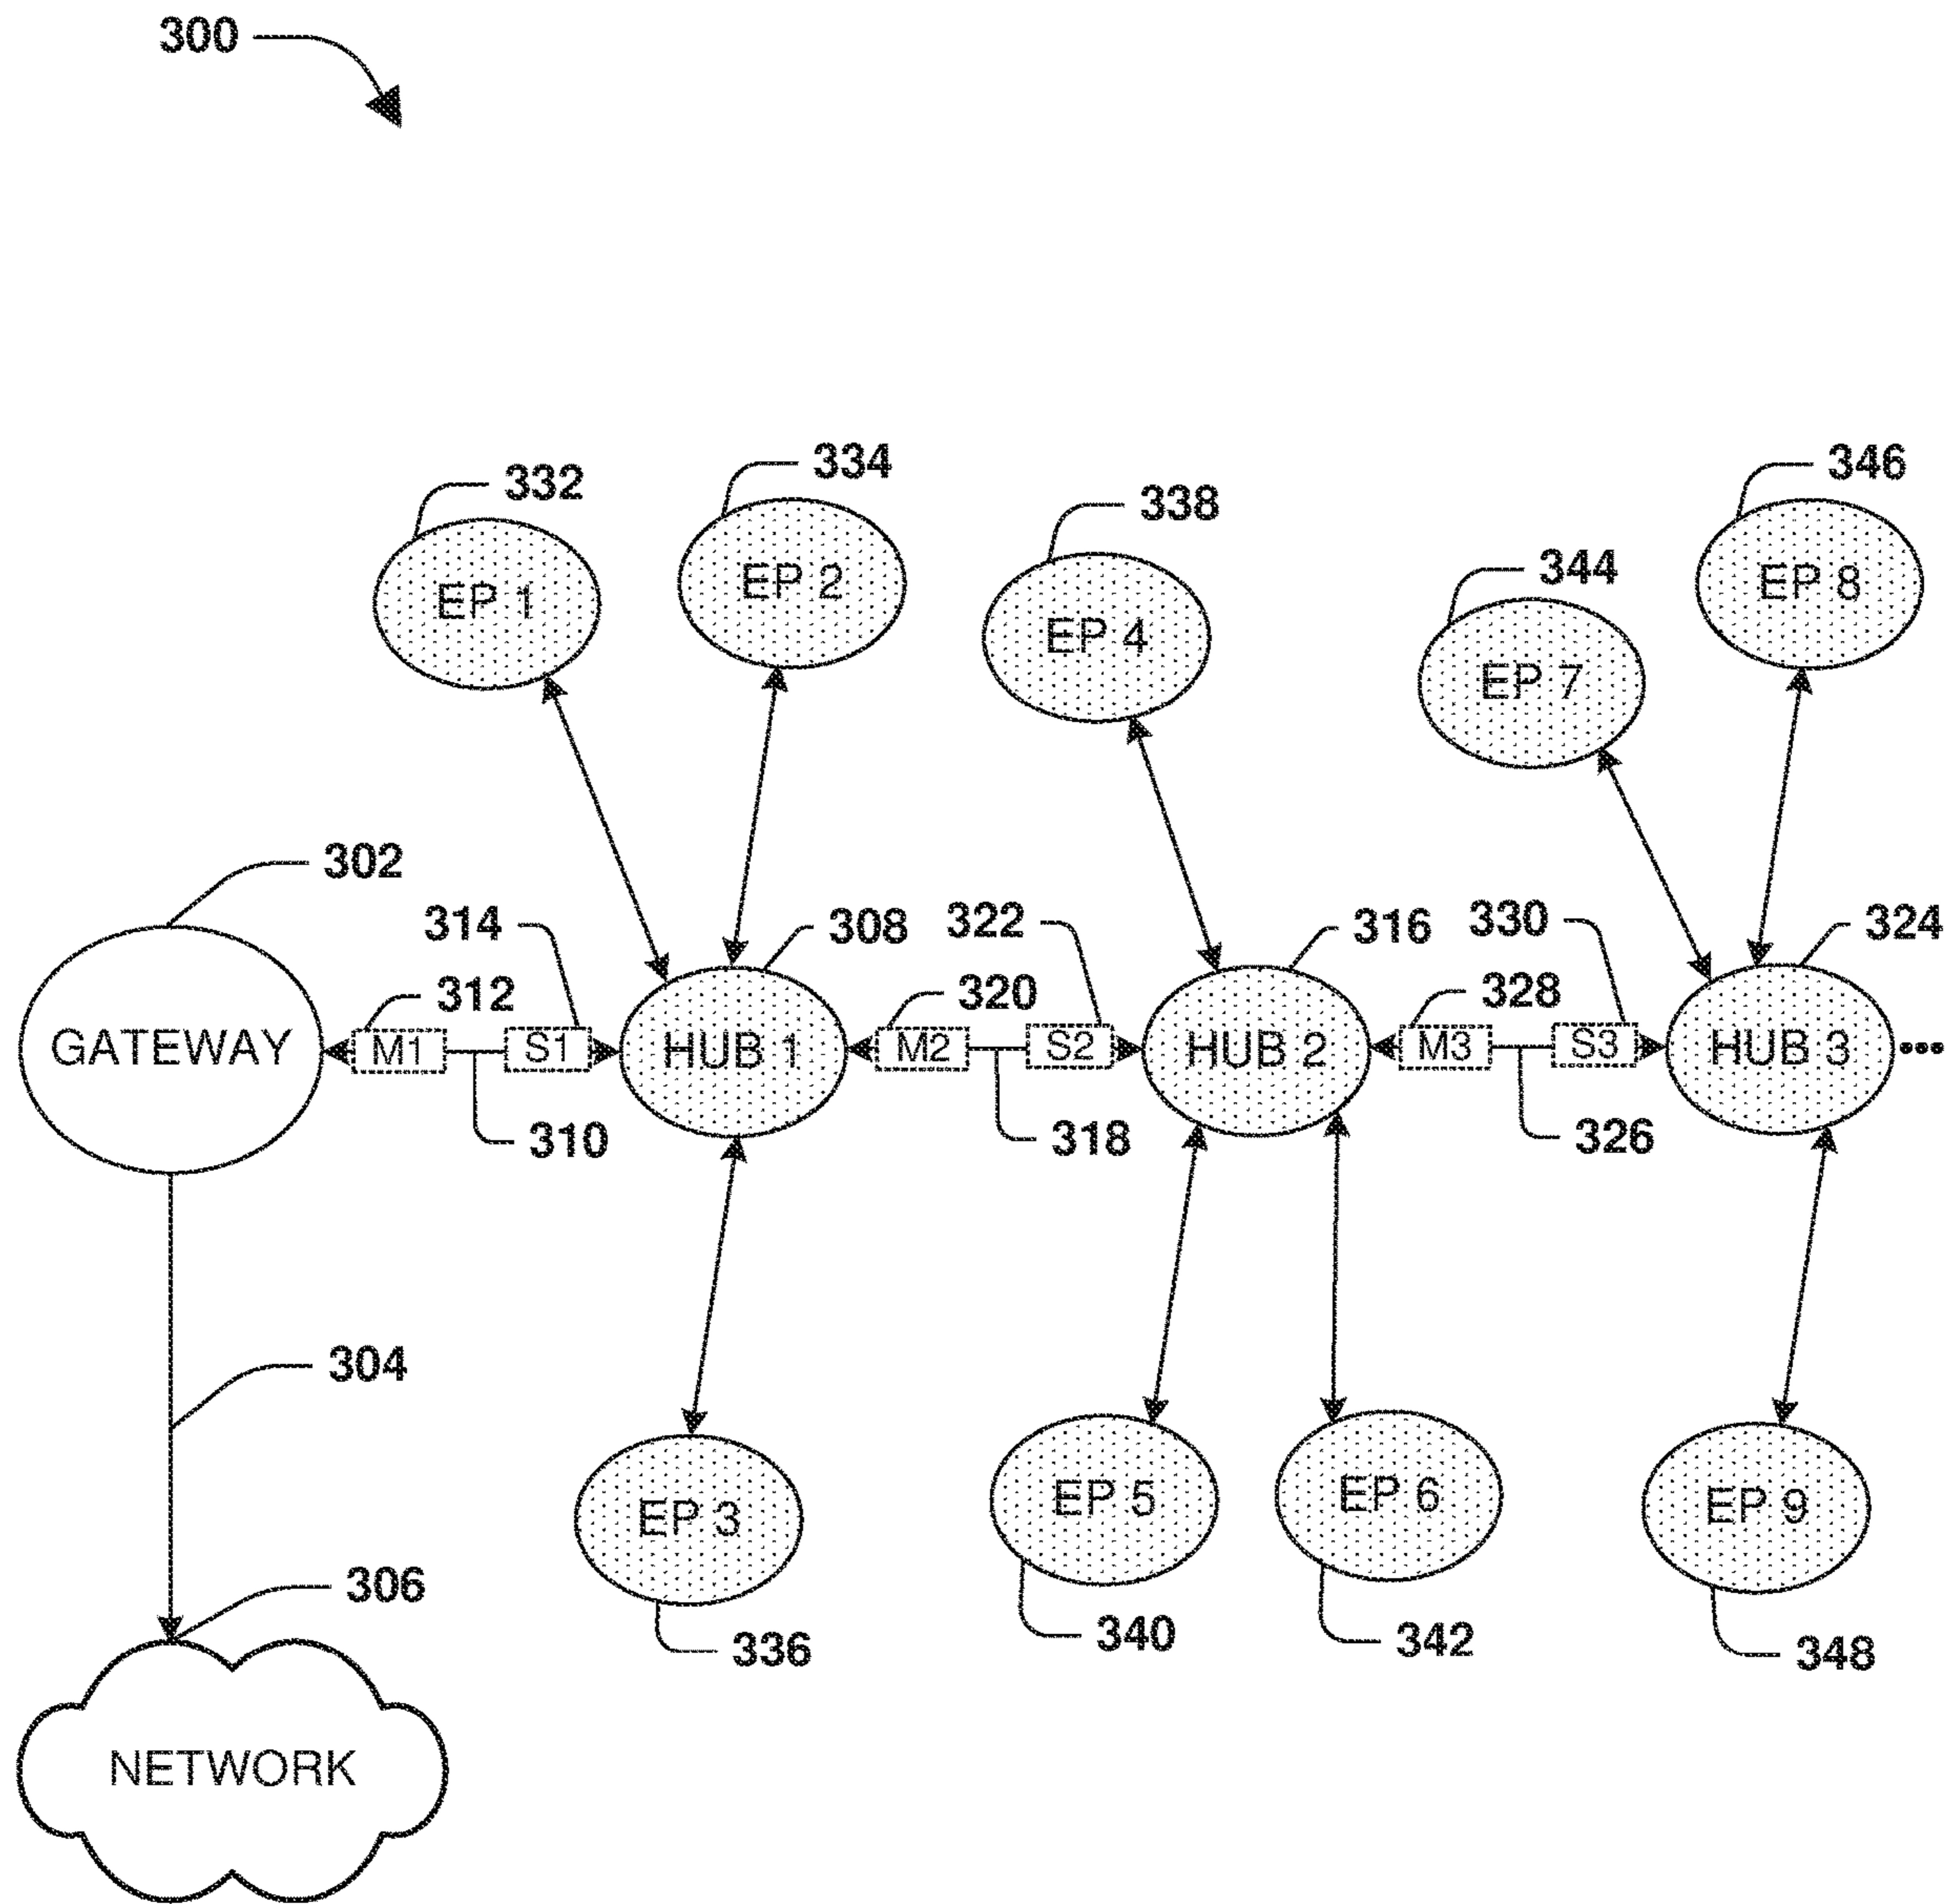 300
332
334
338
346
344
EP 1
EP 2
EP 4
EP 7
EP 8
302
314
308
322
316
330
324
312
320
328
GATEWAY
M1
S1
HUB 1
M2
S2
HUB 2
M3
S3
HUB 3
310
318
326
304
EP 3
EP 5
EP 6
EP 9
306
336
340
342
348
NETWORK